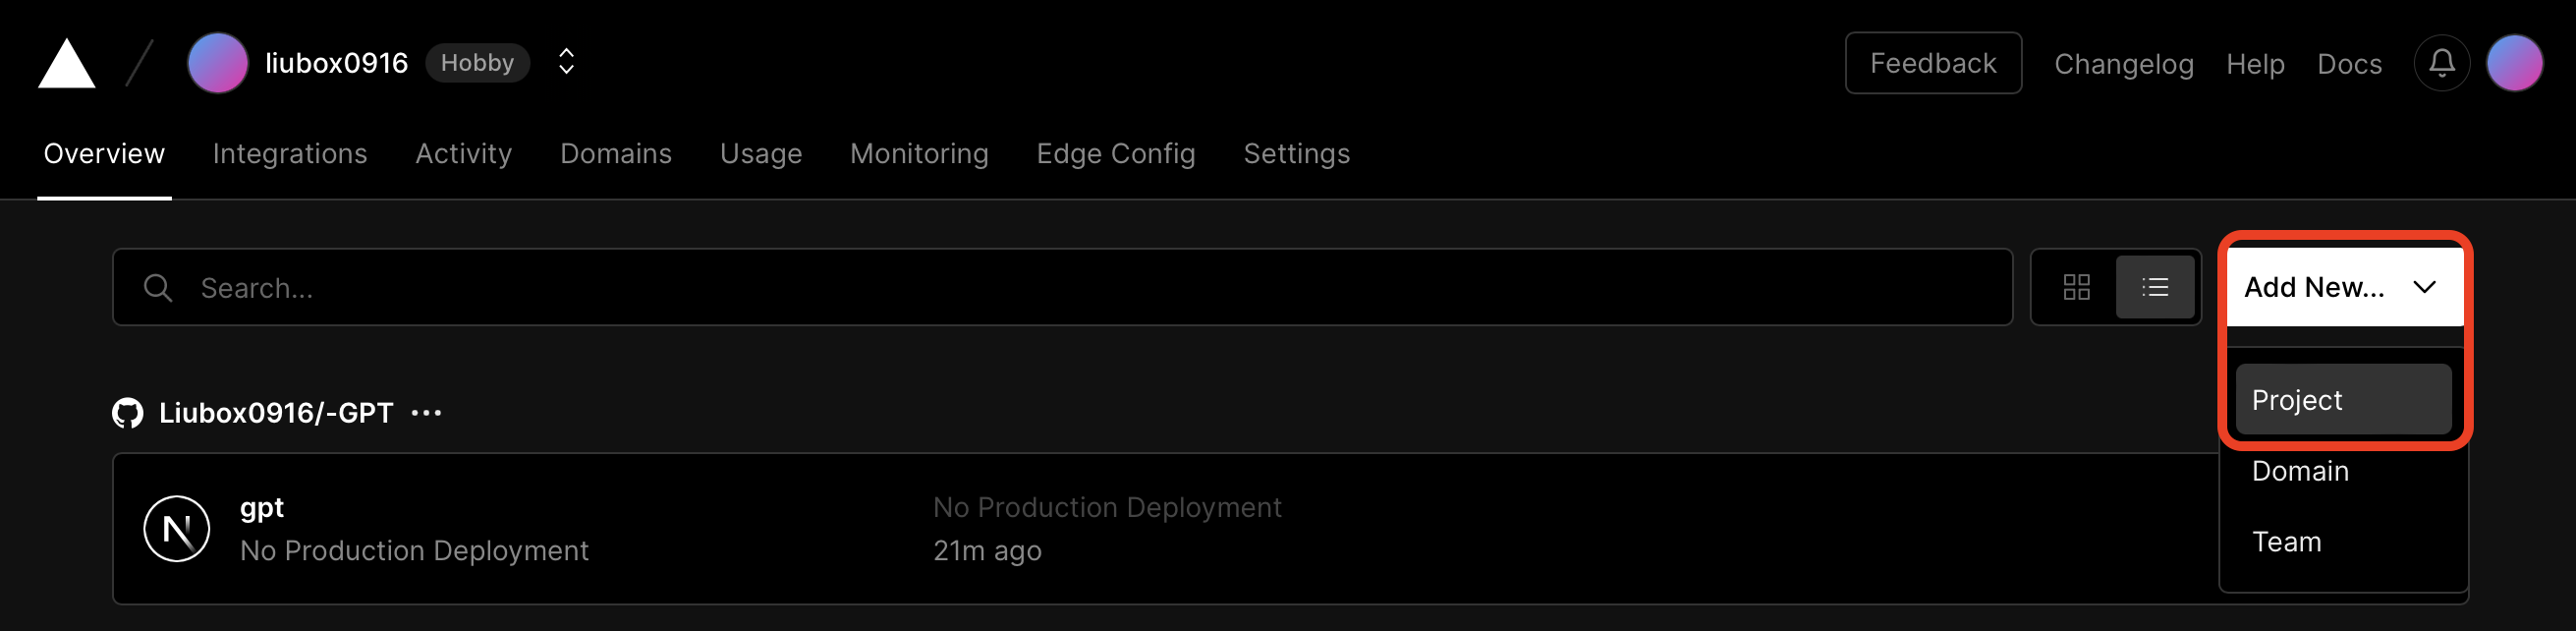 liubox0916 Hobby Feedback Changelog Help Docs
Overview Integrations Activity Domains Usage Monitoring Edge Config Settings
Search... Add New...
Project
Domain
Team
Liubox0916/-GPT
gpt No Production Deployment
No Production Deployment 21m ago